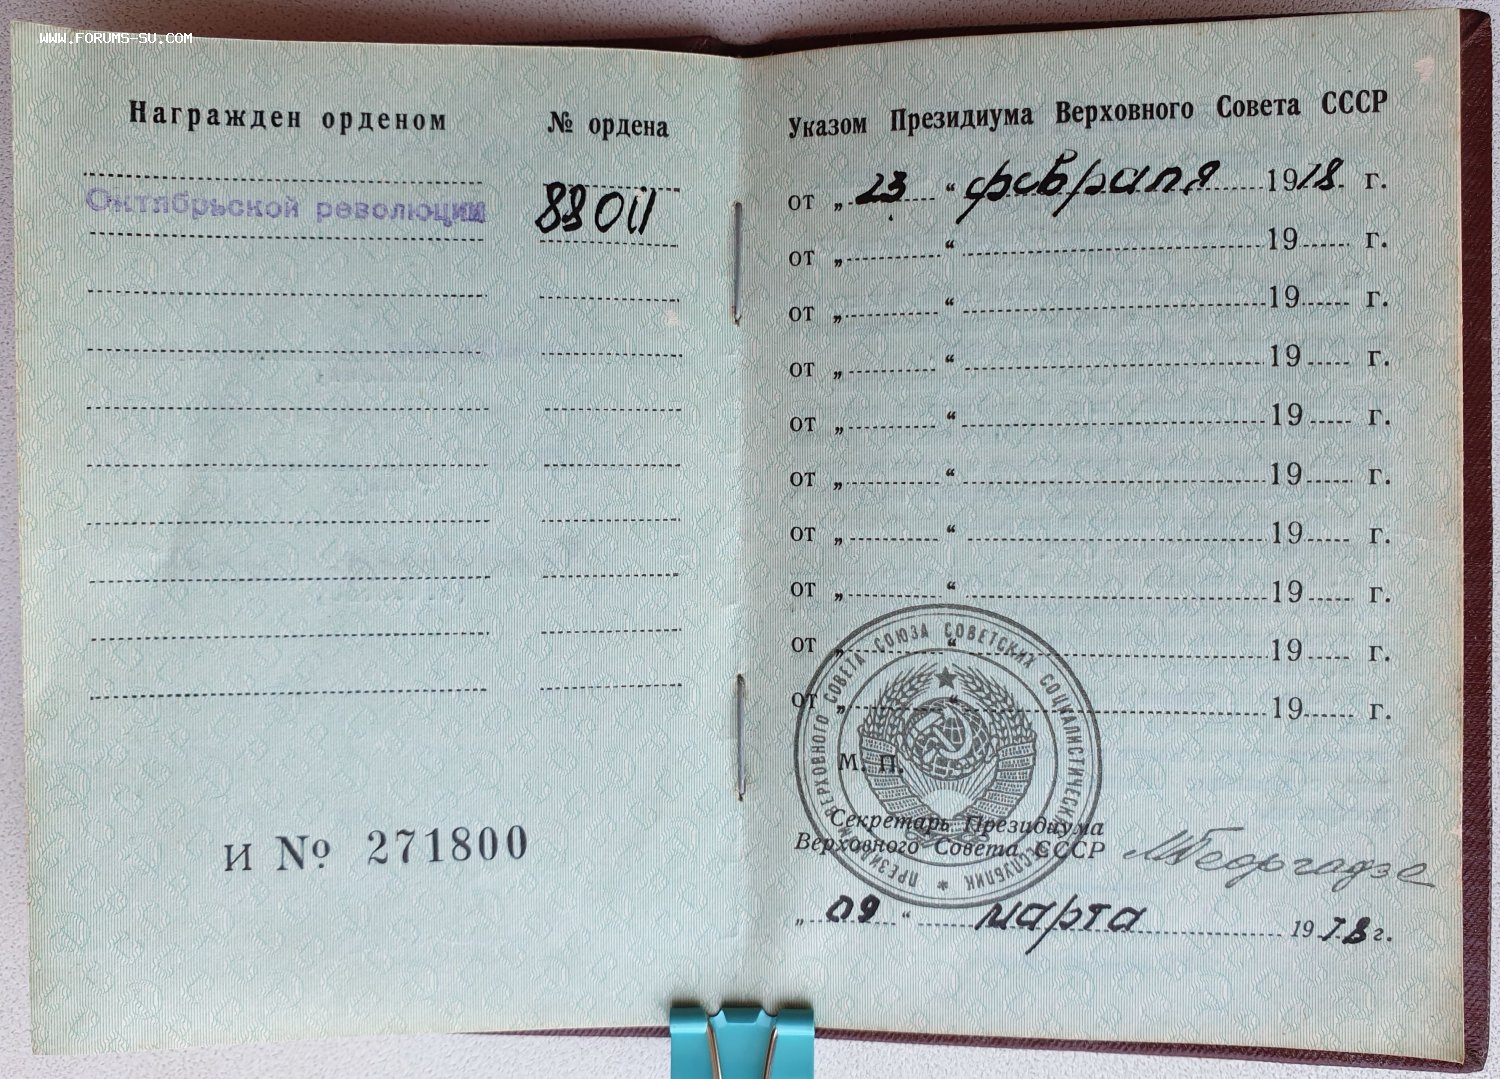 WWW.FORUMS-SU.COM
Награжден орденом № ордена
Октябрьской революции 88011
И № 271800
Указом Президиума Верховного Совета СССР
от „ 23 “ февраля 1978 г.
от „ “ 19 г.
от „ “ 19 г.
от „ “ 19 г.
от „ “ 19 г.
от „ “ 19 г.
от „ “ 19 г.
от „ “ 19 г.
от „ “ 19 г.
от „ “ 19 г.
ПРЕЗИДИУМ ВЕРХОВНОГО СОВЕТА СОЮЗА СОВЕТСКИХ СОЦИАЛИСТИЧЕСКИХ РЕСПУБЛИК *
М. П.
Секретарь Президиума
Верховного Совета СССР МГеоргадзе
„ 09 “ марта 1978 г.